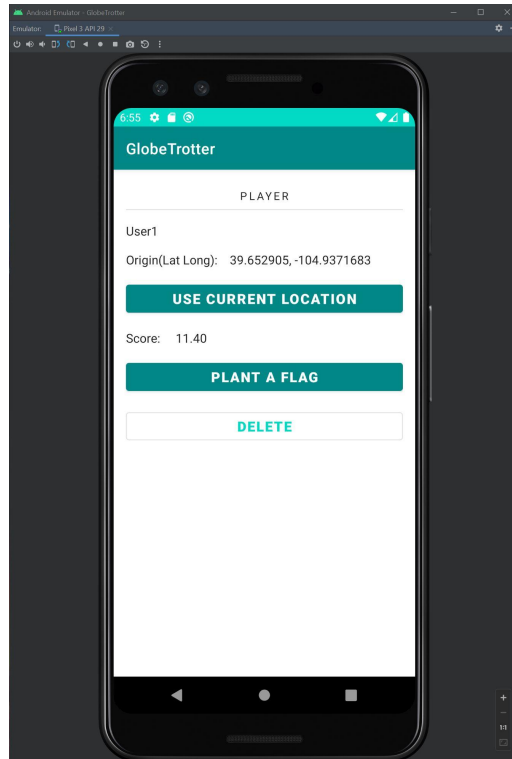 Android Emulator - GlobeTrotter
Emulator: Pixel 3 API 29
6:55
GlobeTrotter
PLAYER
User1
Origin(Lat Long): 39.652905, -104.9371683
USE CURRENT LOCATION
Score: 11.40
PLANT A FLAG
DELETE
1:1